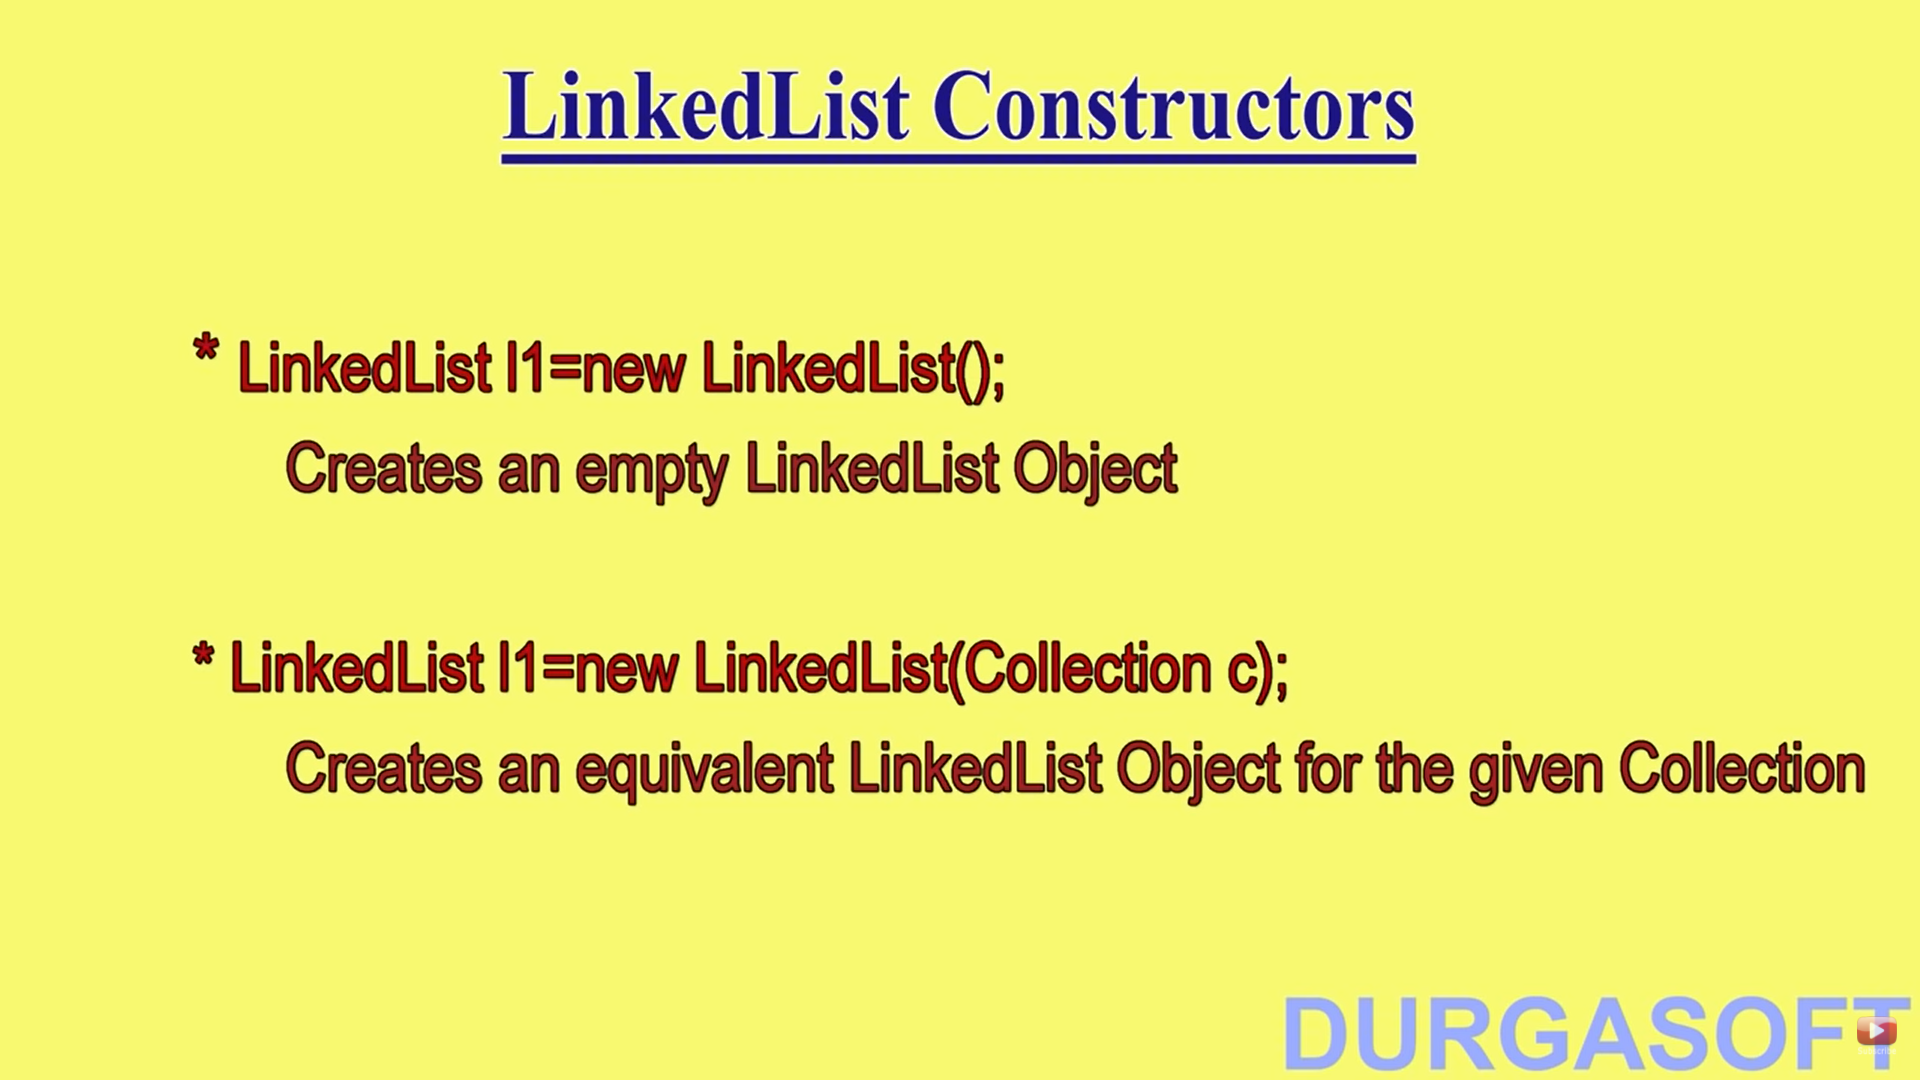 LinkedList Constructors
* LinkedList l1=new LinkedList();
Creates an empty LinkedList Object
* LinkedList l1=new LinkedList(Collection c);
Creates an equivalent LinkedList Object for the given Collection
DURGASOFT
Subscribe